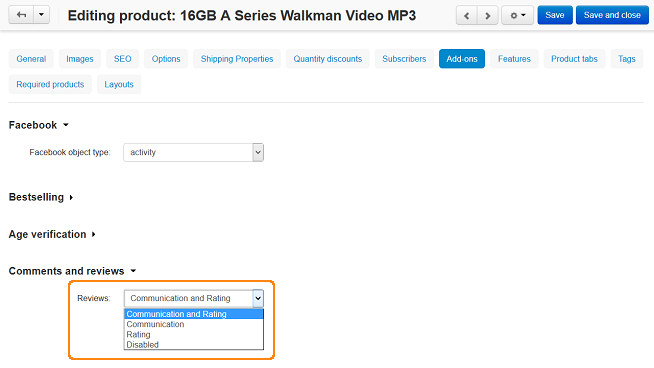 Editing product: 16GB A Series Walkman Video MP3
Save
Save and close
General Images SEO Options Shipping Properties Quantity discounts Subscribers Add-ons Features Product tabs Tags
Required products Layouts
Facebook
Facebook object type: activity
Bestselling
Age verification
Comments and reviews
Reviews: Communication and Rating
Communication and Rating
Communication
Rating
Disabled